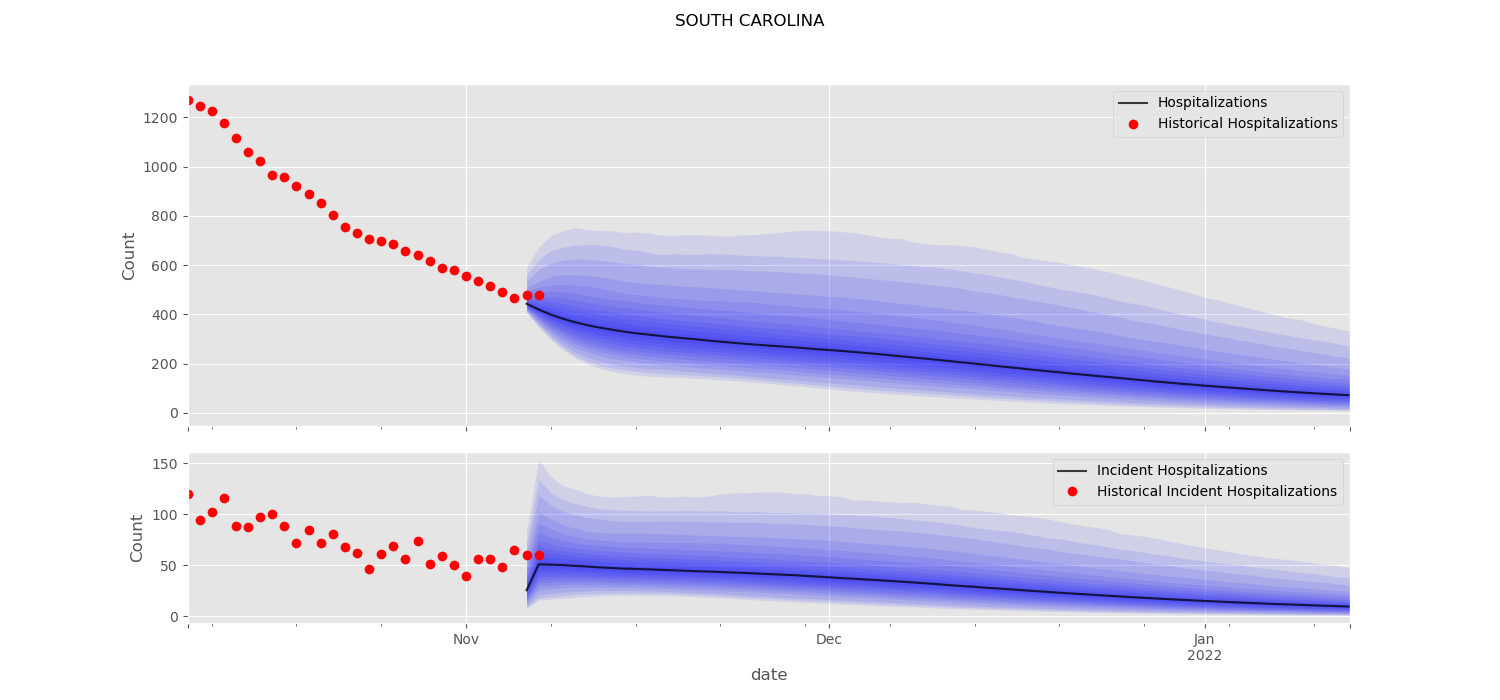 SOUTH CAROLINA
Hospitalizations
Historical Hospitalizations
Count
1200
1000
800
600
400
200
0
Incident Hospitalizations
Historical Incident Hospitalizations
Count
150
100
50
0
Nov
Dec
Jan
2022
date